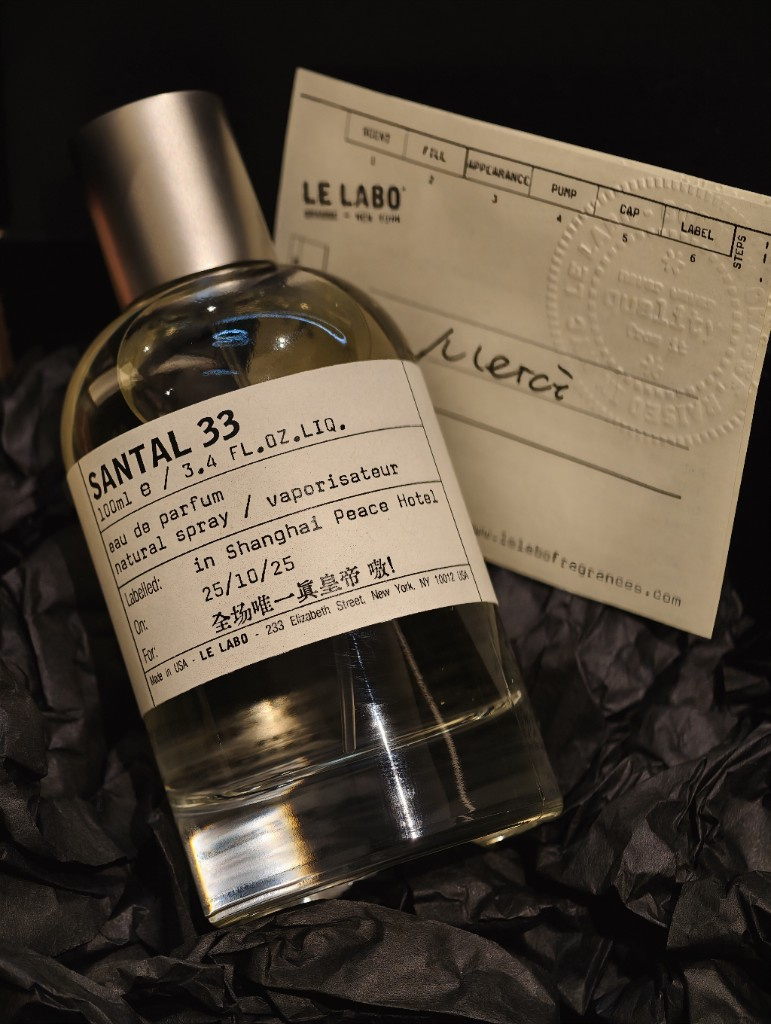 SCENT FILL APPEARANCE PUMP CAP LABEL STEPS
1 2 3 4 5 6
LE LABO
NEW YORK
QUALITY
Merci
www.lelabofragrances.com
SANTAL 33
100ml e / 3.4 FL.OZ.LIQ.
eau de parfum
natural spray / vaporisateur
Labelled: in Shanghai Peace Hotel
On: 25/10/25
For: 全场唯一真皇帝 嗷!
Made in USA - LE LABO - 233 Elizabeth Street, New York, NY 10012 USA